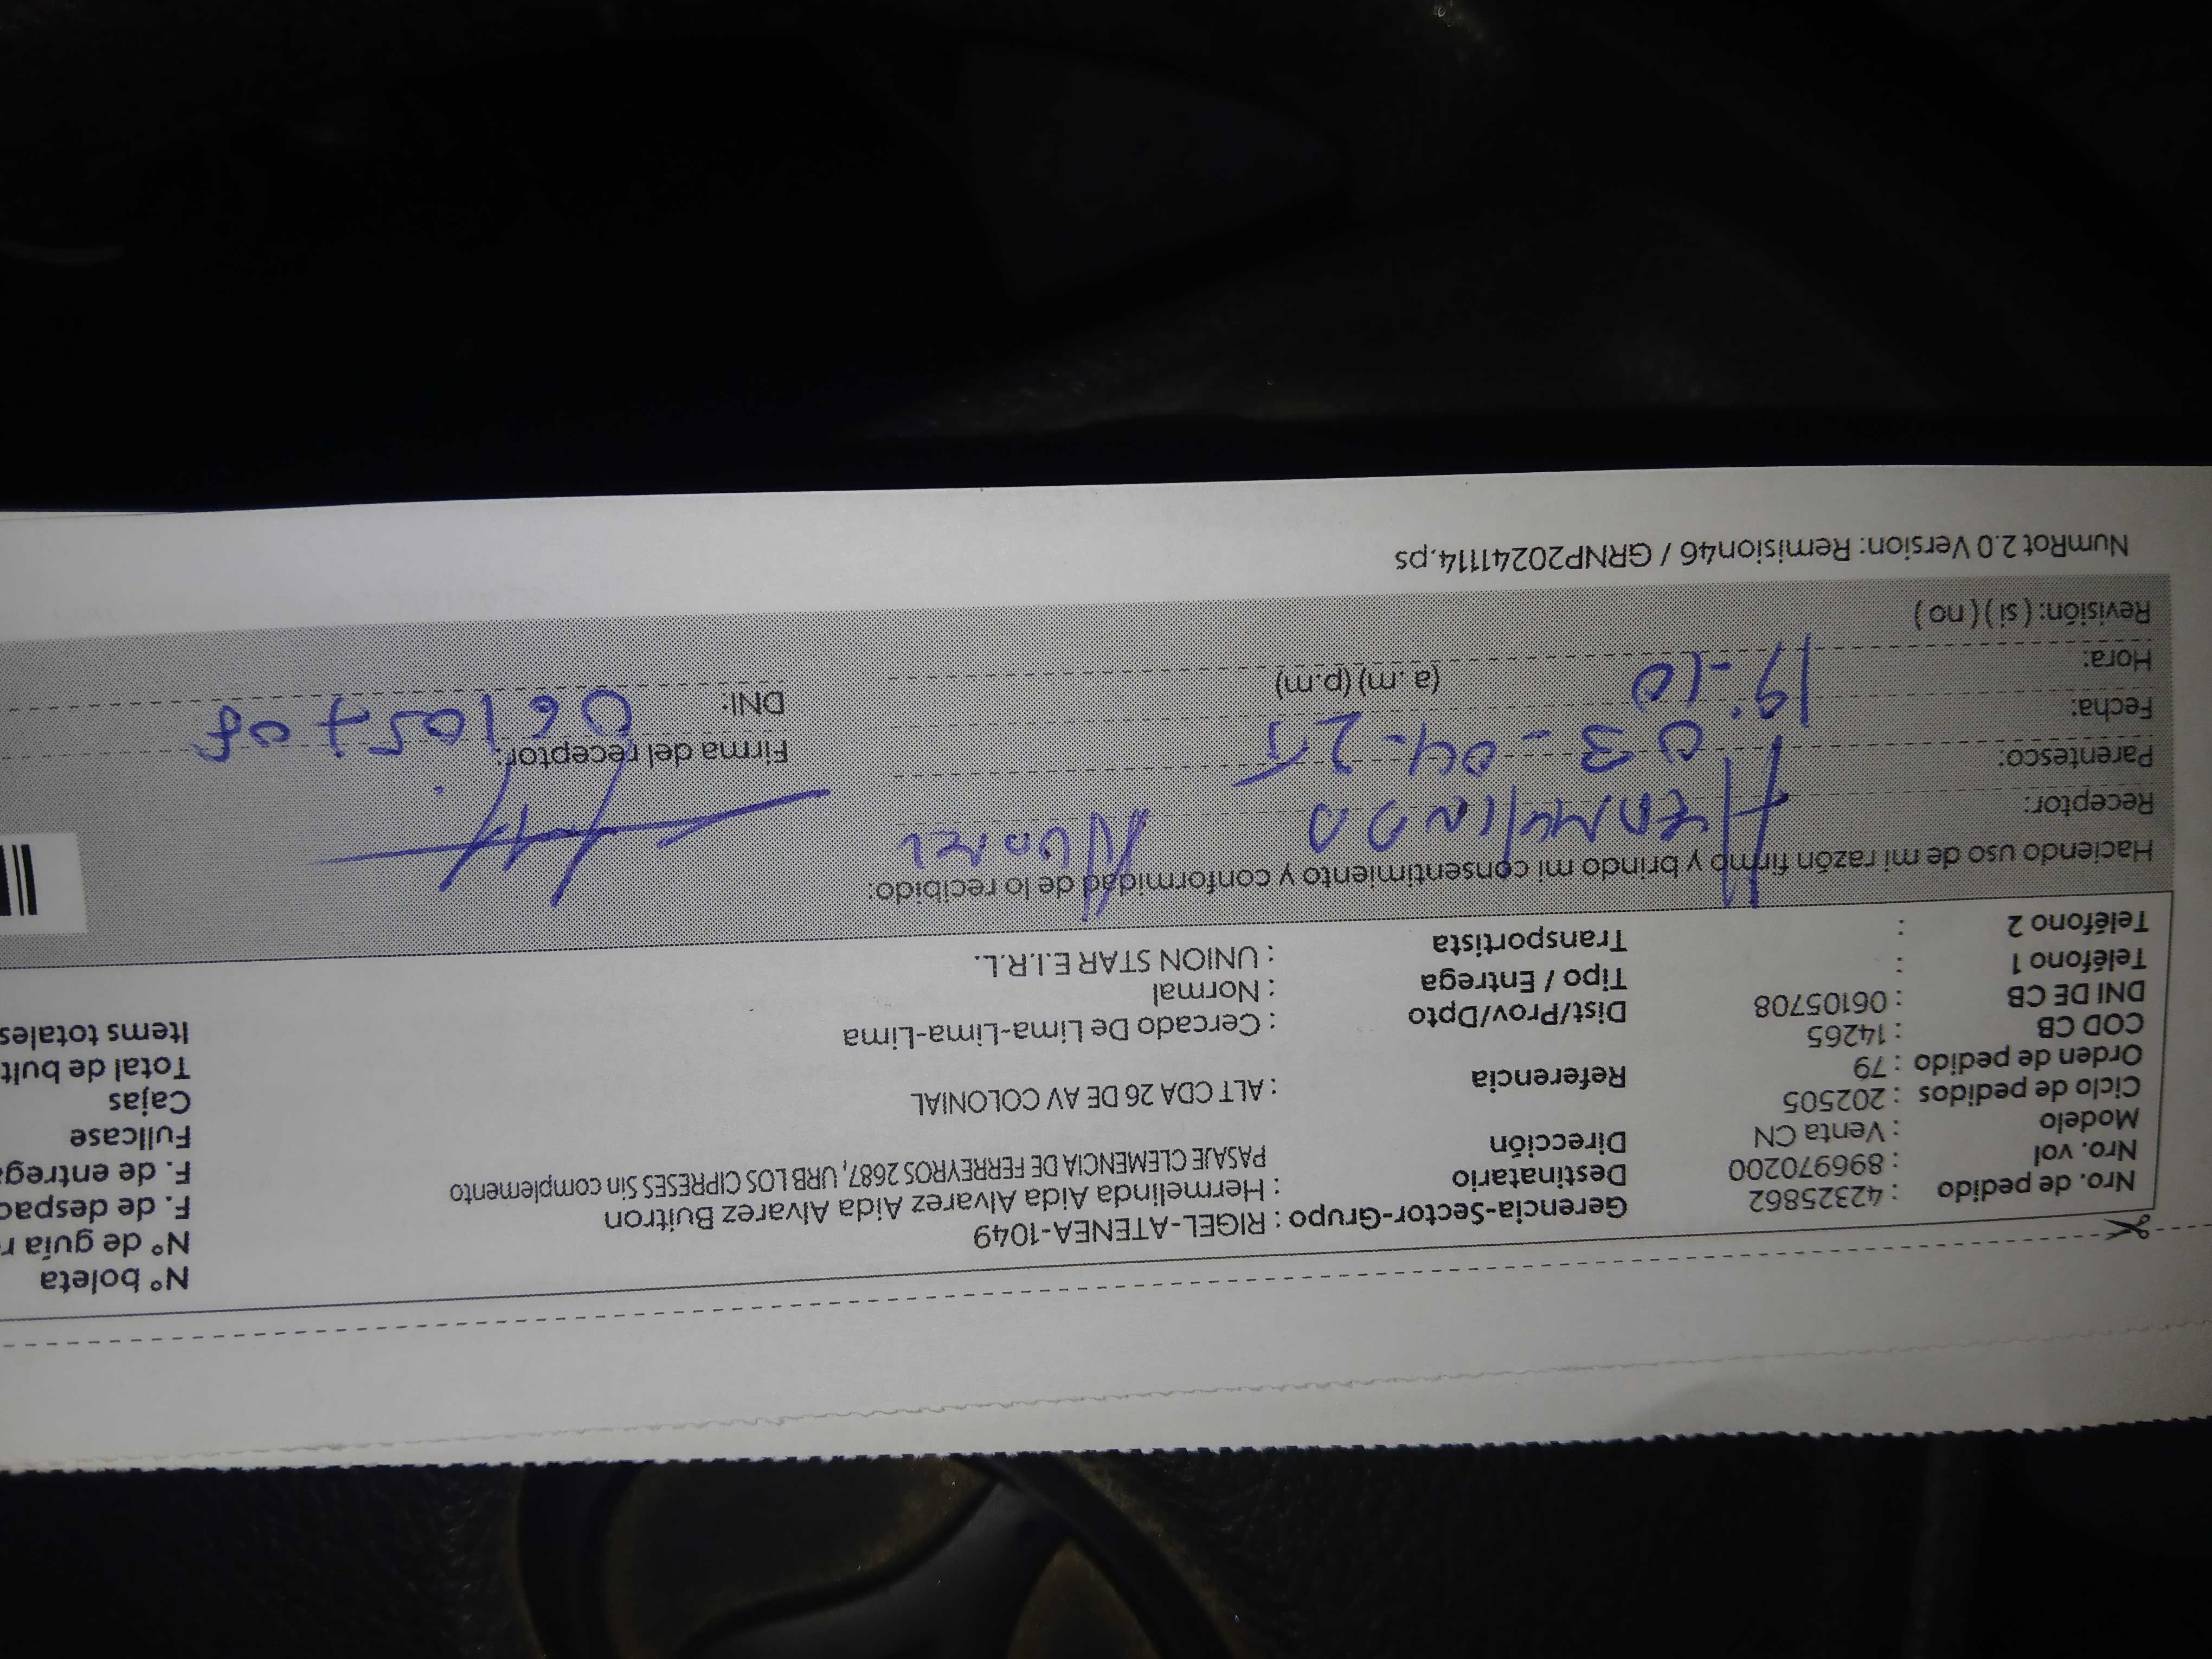 Nro. de pedido : 42325862
Nro. vol : 896970200
Modelo : Venta CN
Ciclo de pedidos : 202505
Orden de pedido : 79
COD CB : 14265
DNI DE CB : 06105708
Teléfono 1 :
Teléfono 2 :
Gerencia-Sector-Grupo : RIGEL-ATENEA-1049
Destinatario : Hermelinda Aida Alvarez Aida Alvarez Buitron
Dirección PASAJE CLEMENCIA DE FERREYROS 2687, URB LOS CIPRESES Sin complemento
Referencia : ALT CDA 26 DE AV COLONIAL
Dist/Prov/Dpto : Cercado De Lima-Lima-Lima
Tipo / Entrega : Normal
Transportista : UNION STAR E.I.R.L.
N° boleta
N° de guía
F. de despac
F. de entrega
Fullcase
Cajas
Total de bult
Items totales
Haciendo uso de mi razón firmo y brindo mi consentimiento y conformidad de lo recibido:
Receptor: HERMELINDA ALVAREZ
Parentesco:
Fecha: 03-04-25
Hora: 19:10 (a.m) (p.m)
Revisión: ( si ) ( no )
Firma del receptor:
DNI: 06105708
NumRot 2.0 Version: Remision46 / GRNP20241114.ps